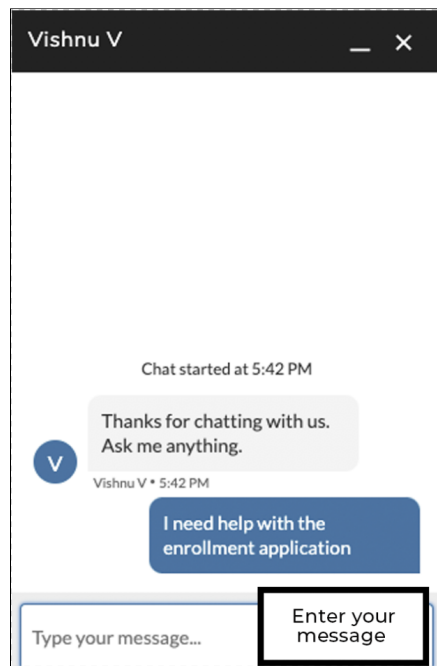 Vishnu V
Chat started at 5:42 PM
Thanks for chatting with us.
Ask me anything.
V
Vishnu V • 5:42 PM
I need help with the
enrollment application
Type your message...
Enter your
message